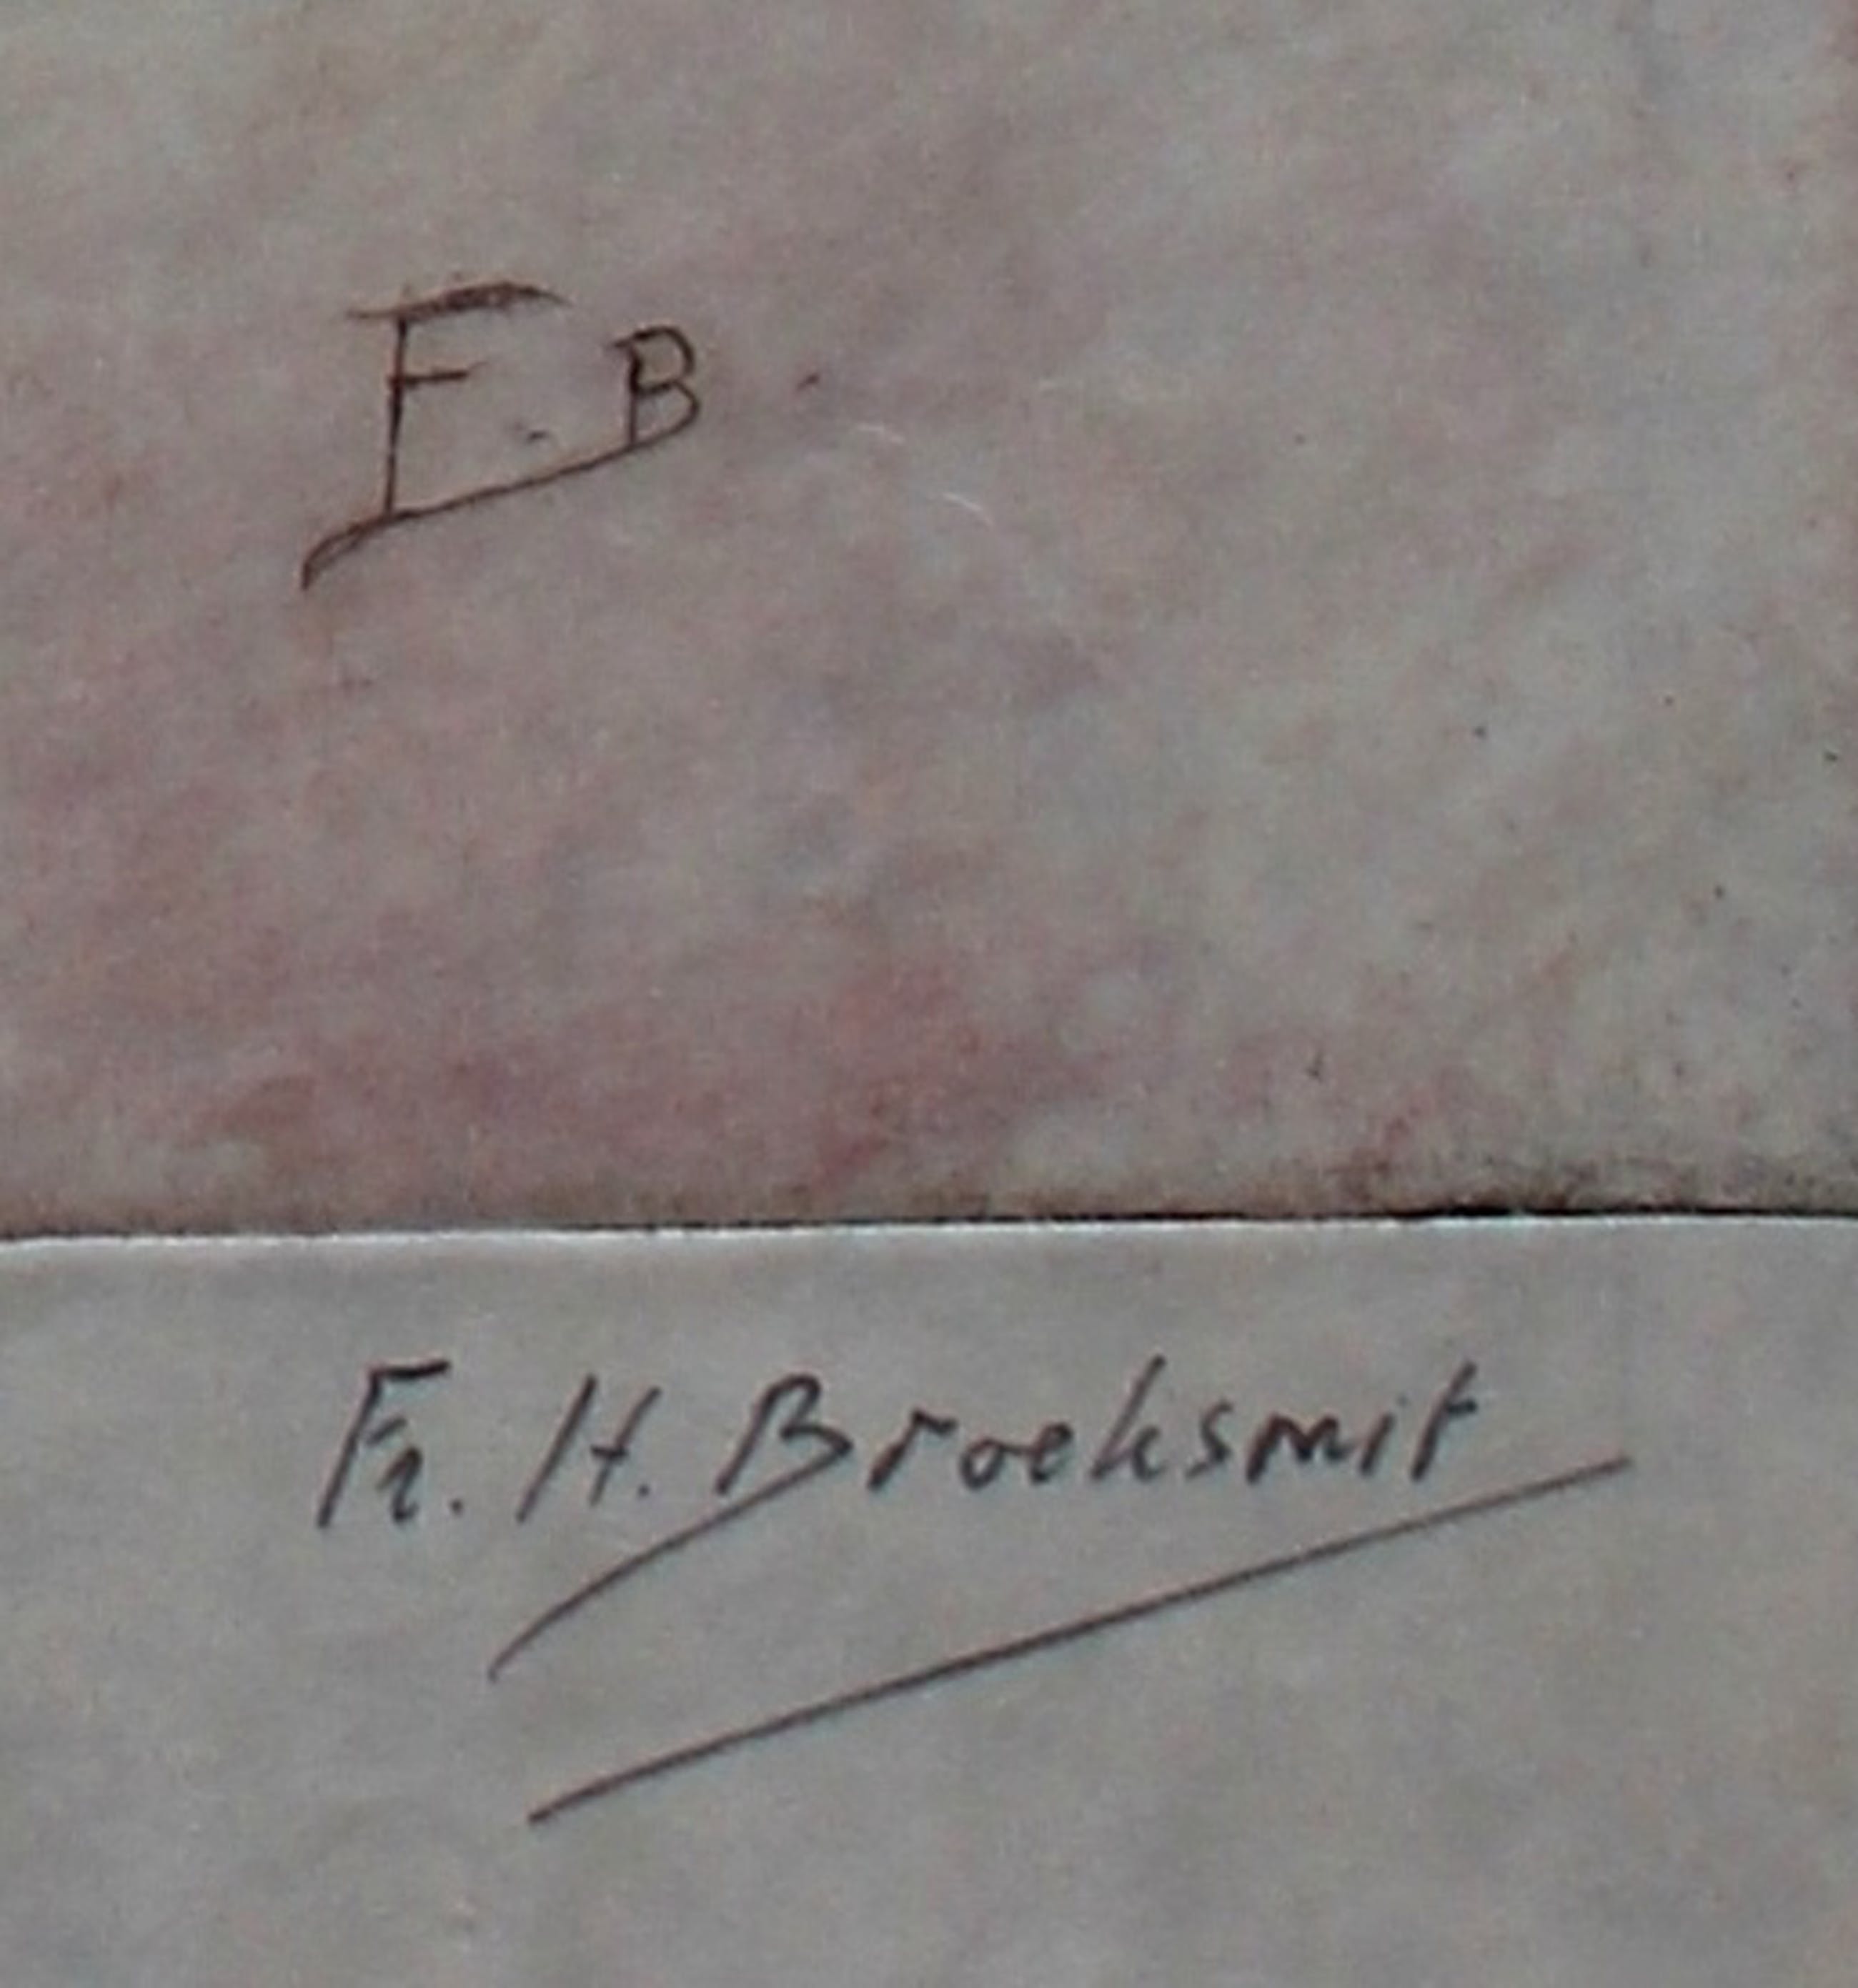 F. B.
Fr. H. Broeksmit